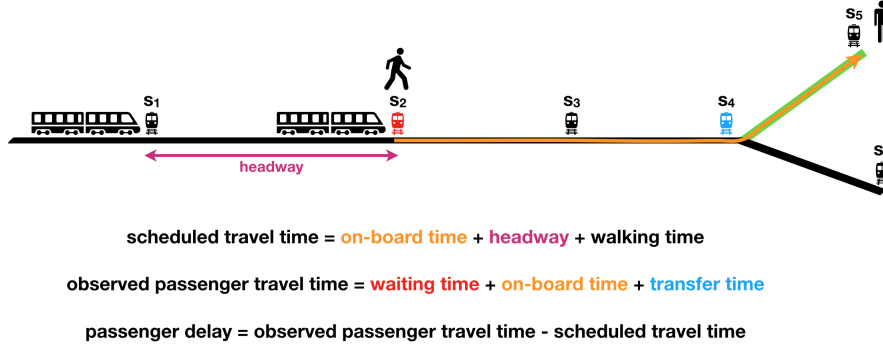 S5
S1
S2
S3
S4
S
headway
scheduled travel time = on-board time + headway + walking time
observed passenger travel time = waiting time + on-board time + transfer time
passenger delay = observed passenger travel time - scheduled travel time